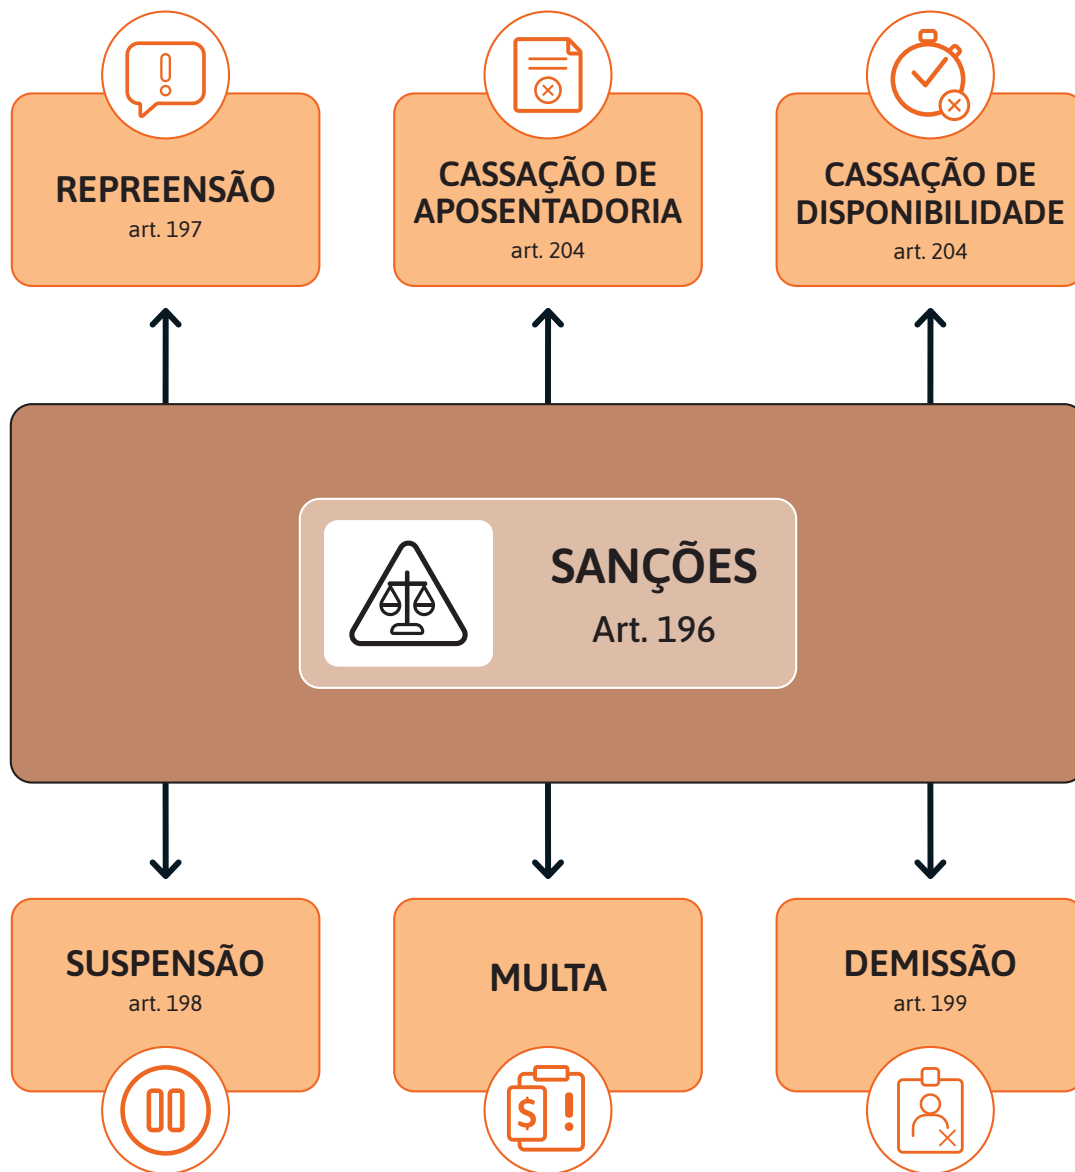 REPREENSÃO
art. 197
CASSAÇÃO DE
APOSENTADORIA
art. 204
CASSAÇÃO DE
DISPONIBILIDADE
art. 204
SANÇÕES
Art. 196
SUSPENSÃO
art. 198
MULTA
$ !
DEMISSÃO
art. 199